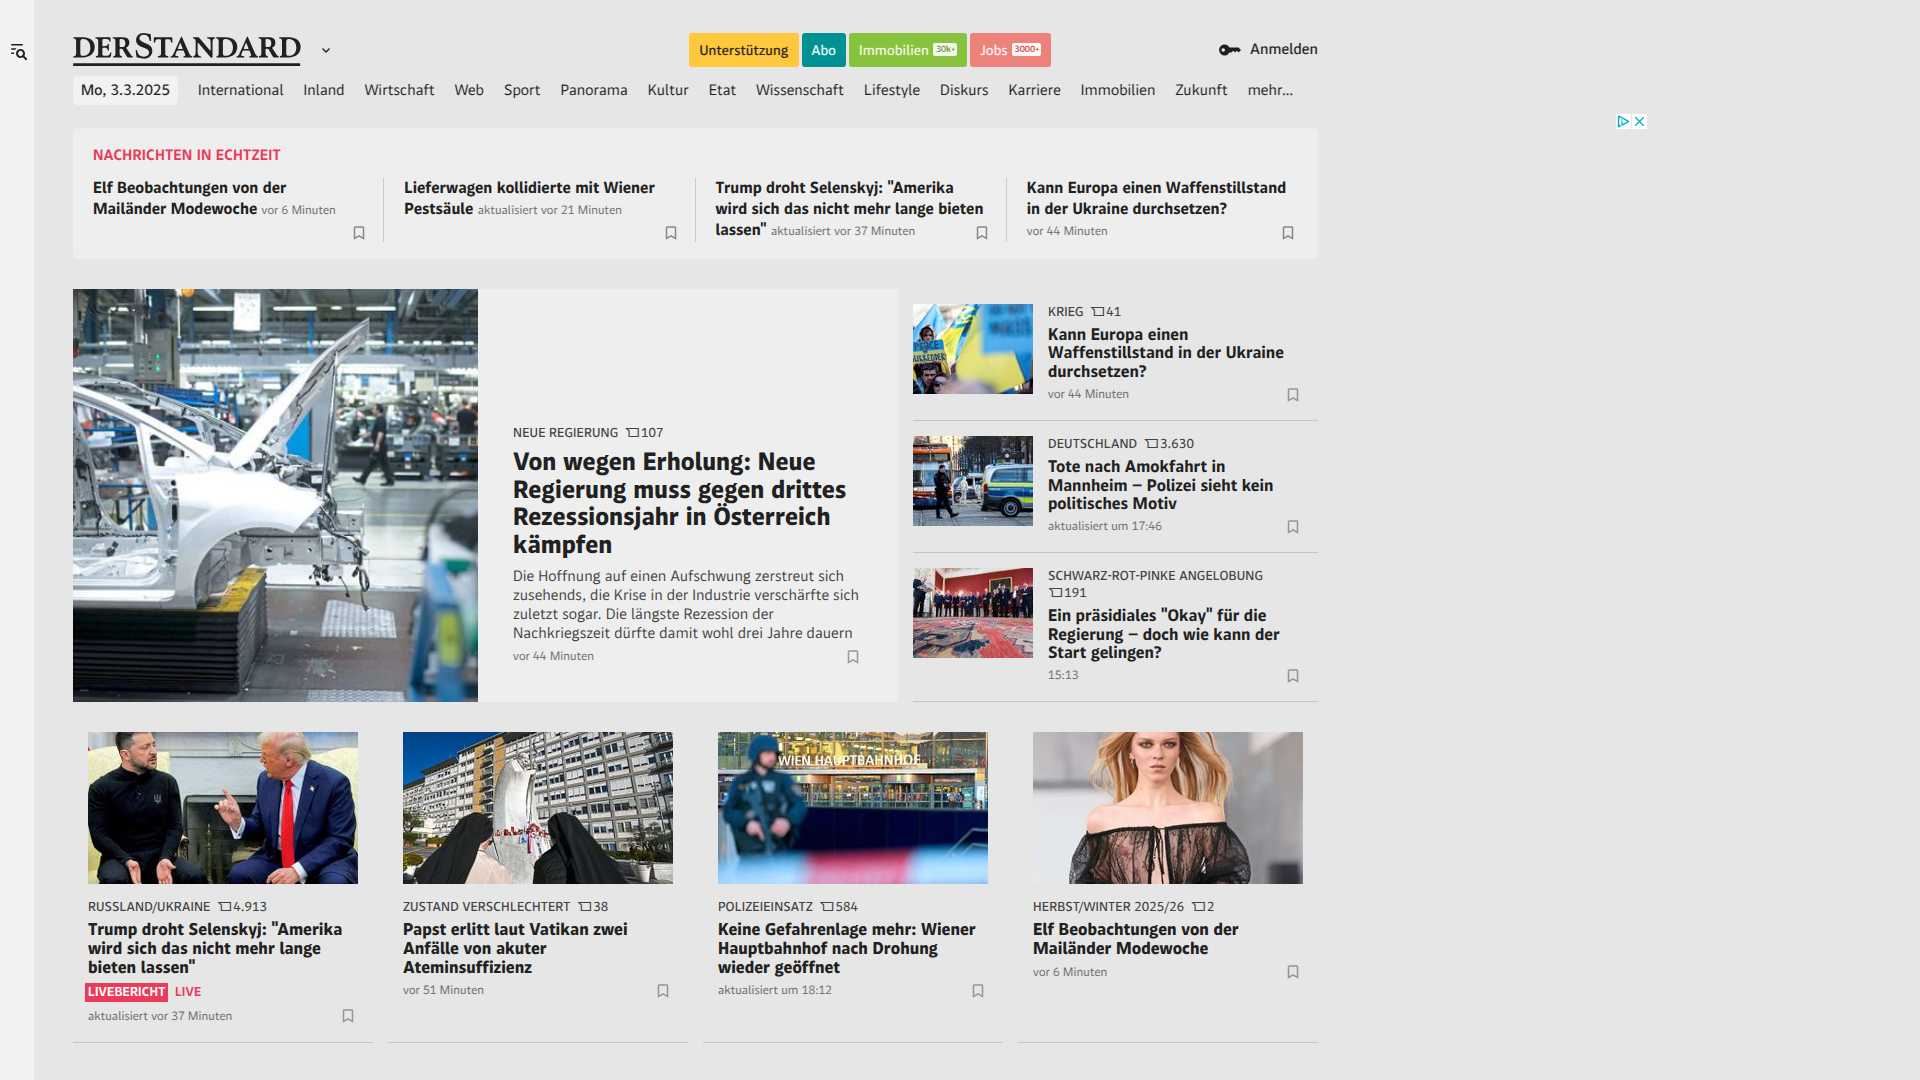 DERSTANDARD
Unterstützung
Abo
Immobilien 30k+
Jobs 3000+
Anmelden
Mo, 3.3.2025
International
Inland
Wirtschaft
Web
Sport
Panorama
Kultur
Etat
Wissenschaft
Lifestyle
Diskurs
Karriere
Immobilien
Zukunft
mehr...
NACHRICHTEN IN ECHTZEIT
Elf Beobachtungen von der
Mailänder Modewoche vor 6 Minuten
Lieferwagen kollidierte mit Wiener
Pestsäule aktualisiert vor 21 Minuten
Trump droht Selenskyj: "Amerika
wird sich das nicht mehr lange bieten
lassen" aktualisiert vor 37 Minuten
Kann Europa einen Waffenstillstand
in der Ukraine durchsetzen?
vor 44 Minuten
NEUE REGIERUNG 107
Von wegen Erholung: Neue
Regierung muss gegen drittes
Rezessionsjahr in Österreich
kämpfen
Die Hoffnung auf einen Aufschwung zerstreut sich
zusehends, die Krise in der Industrie verschärfte sich
zuletzt sogar. Die längste Rezession der
Nachkriegszeit dürfte damit wohl drei Jahre dauern
vor 44 Minuten
PEACE
KRIEG 41
Kann Europa einen
Waffenstillstand in der Ukraine
durchsetzen?
vor 44 Minuten
DEUTSCHLAND 3.630
Tote nach Amokfahrt in
Mannheim – Polizei sieht kein
politisches Motiv
aktualisiert um 17:46
SCHWARZ-ROT-PINKE ANGELOBUNG
191
Ein präsidiales "Okay" für die
Regierung – doch wie kann der
Start gelingen?
15:13
RUSSLAND/UKRAINE 4.913
Trump droht Selenskyj: "Amerika
wird sich das nicht mehr lange
bieten lassen"
LIVEBERICHT LIVE
aktualisiert vor 37 Minuten
ZUSTAND VERSCHLECHTERT 38
Papst erlitt laut Vatikan zwei
Anfälle von akuter
Ateminsuffizienz
vor 51 Minuten
WIEN HAUPTBAHNHOF
POLIZEIEINSATZ 584
Keine Gefahrenlage mehr: Wiener
Hauptbahnhof nach Drohung
wieder geöffnet
aktualisiert um 18:12
HERBST/WINTER 2025/26 2
Elf Beobachtungen von der
Mailänder Modewoche
vor 6 Minuten